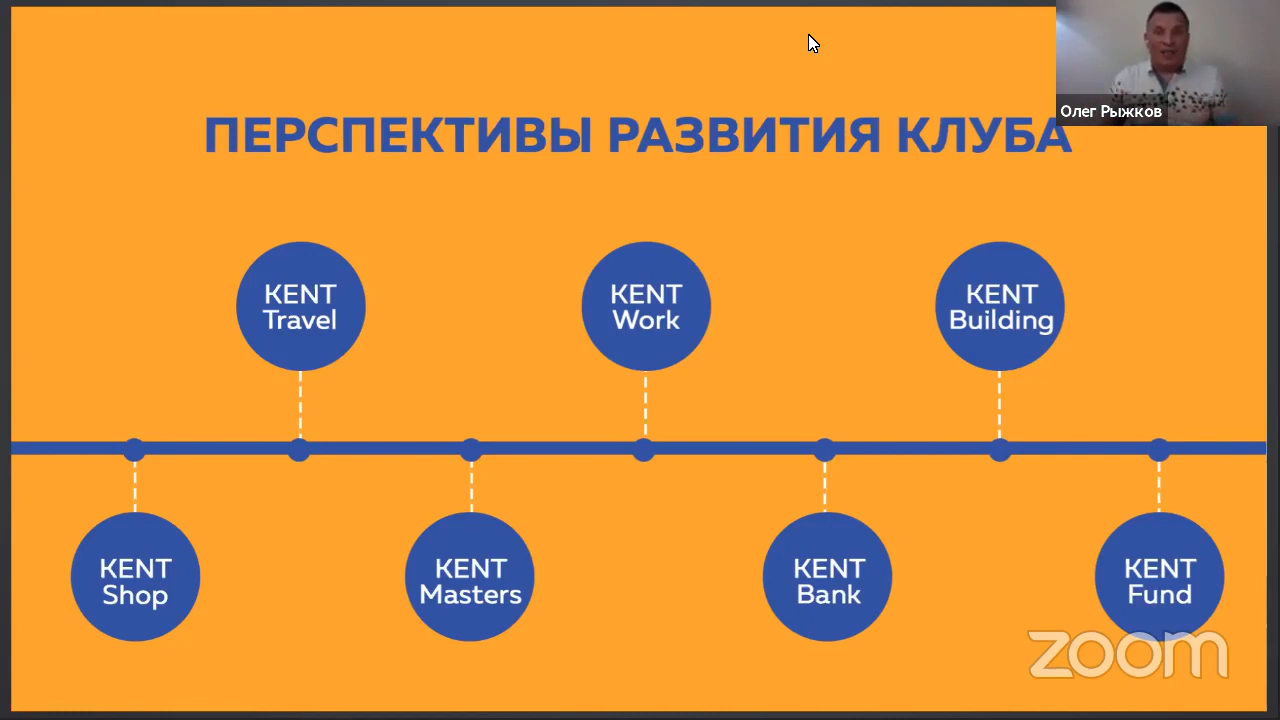 Олег Рыжков
ПЕРСПЕКТИВЫ РАЗВИТИЯ КЛУБА
KENT
Travel
KENT
Work
KENT
Building
KENT
Shop
KENT
Masters
KENT
Bank
KENT
Fund
zoom